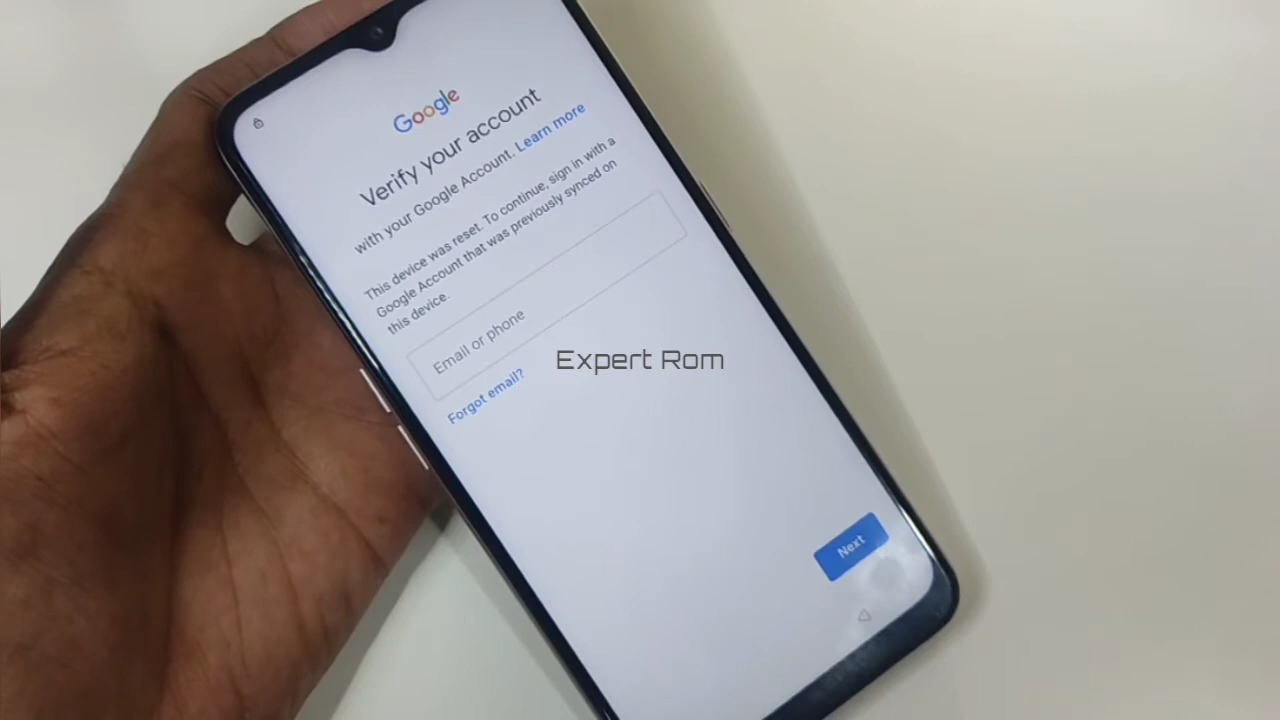 Google
Verify your account
with your Google Account. Learn more
This device was reset. To continue, sign in with a
Google Account that was previously synced on
this device.
Email or phone
Forgot email?
Expert Rom
Next